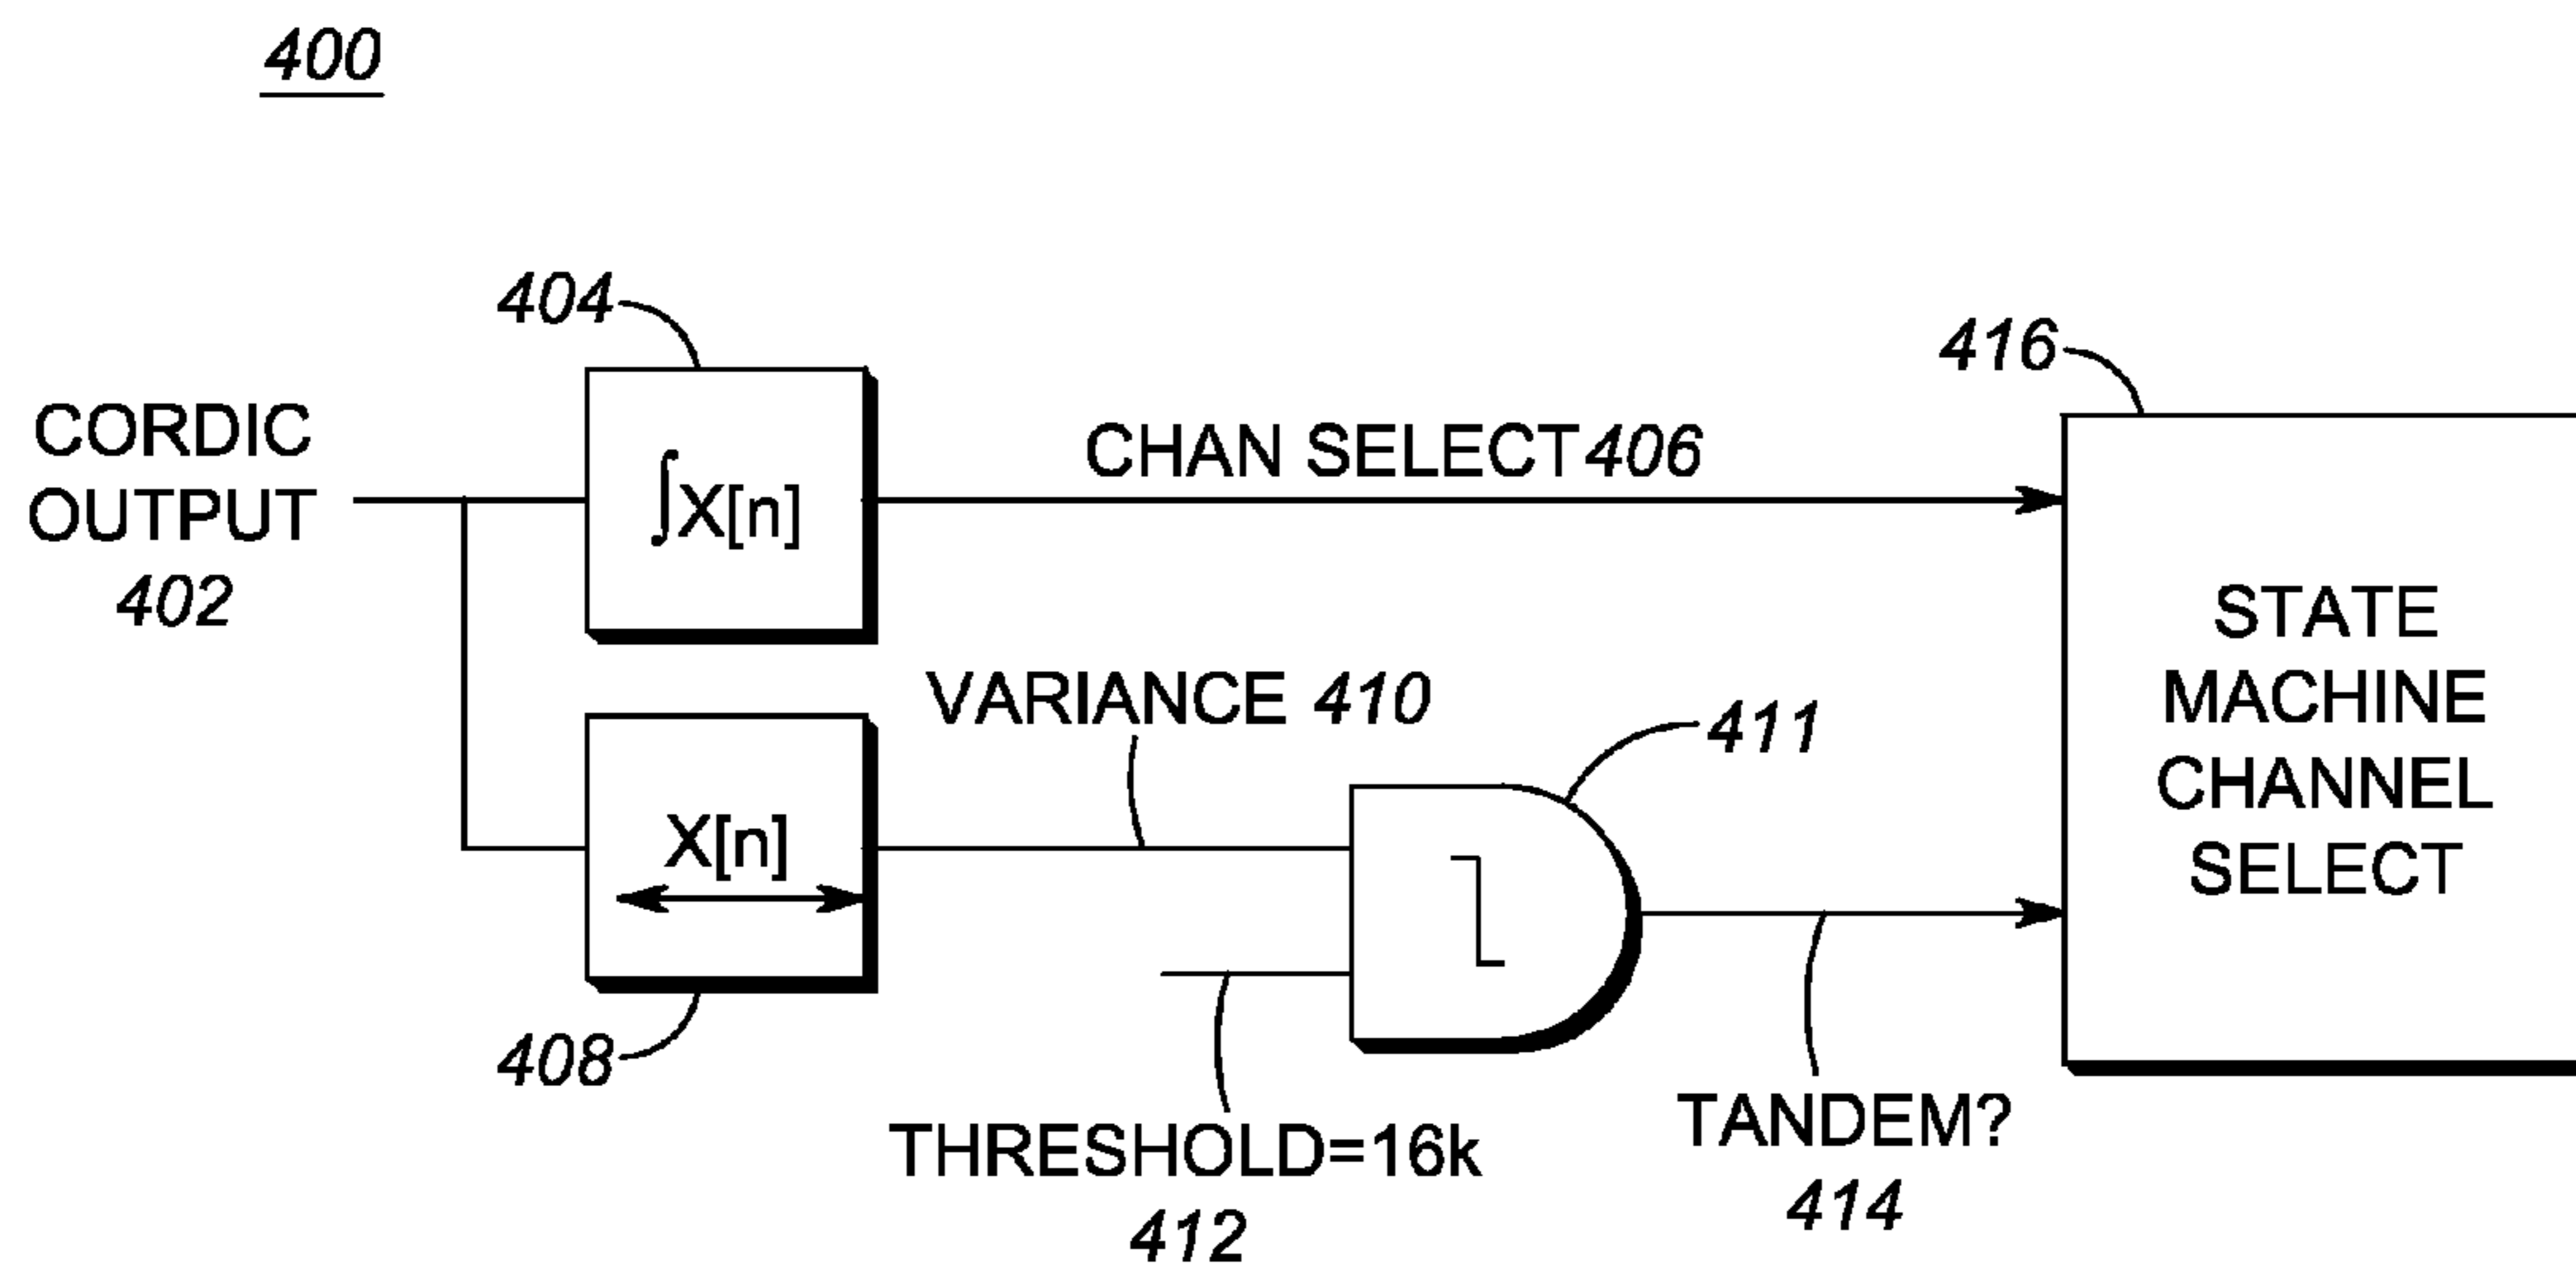 400
404
416
CORDIC
OUTPUT
402
∫X[n]
CHAN SELECT 406
STATE
MACHINE
CHANNEL
SELECT
VARIANCE 410
411
X[n]
408
THRESHOLD=16k
412
TANDEM?
414